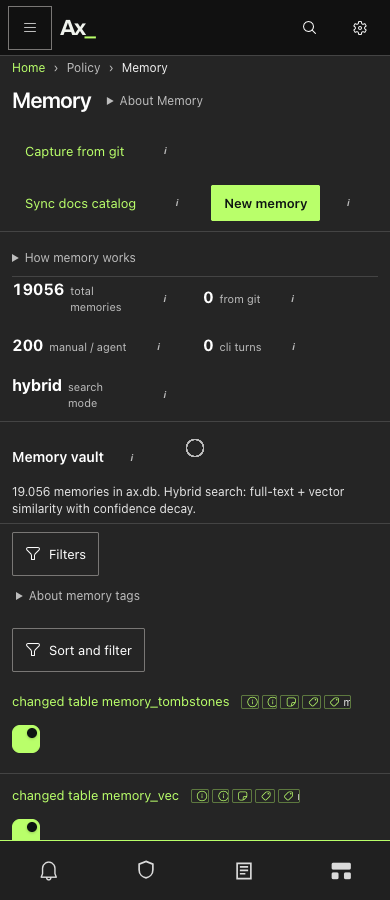 Ax_
Home › Policy › Memory
Memory ▶ About Memory
Capture from git i
Sync docs catalog i New memory i
▶ How memory works
19056 total memories i 0 from git i
200 manual / agent i 0 cli turns i
hybrid search mode i
Memory vault i
19.056 memories in ax.db. Hybrid search: full-text + vector
similarity with confidence decay.
Filters
▶ About memory tags
Sort and filter
changed table memory_tombstones
changed table memory_vec